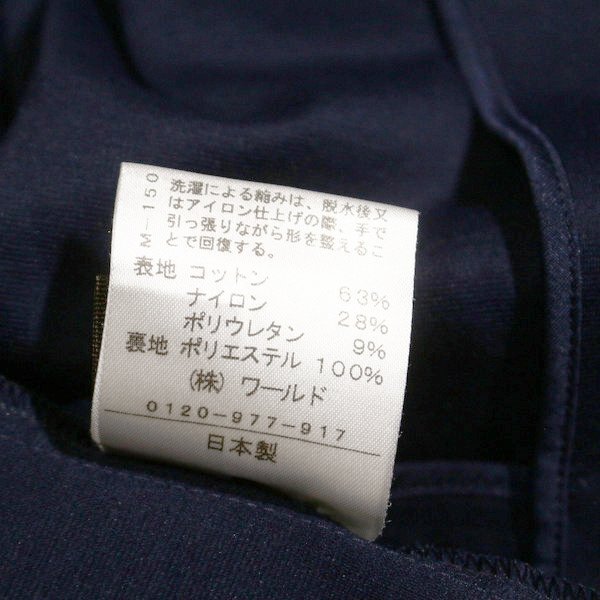 M-150
洗濯による縮みは、脱水後又
はアイロン仕上げの際、手で
引っ張りながら形を整えるこ
とで回復する。
表地 コットン 63%
ナイロン 28%
ポリウレタン 9%
裏地 ポリエステル 100%
(株) ワールド
0120-977-917
日本製